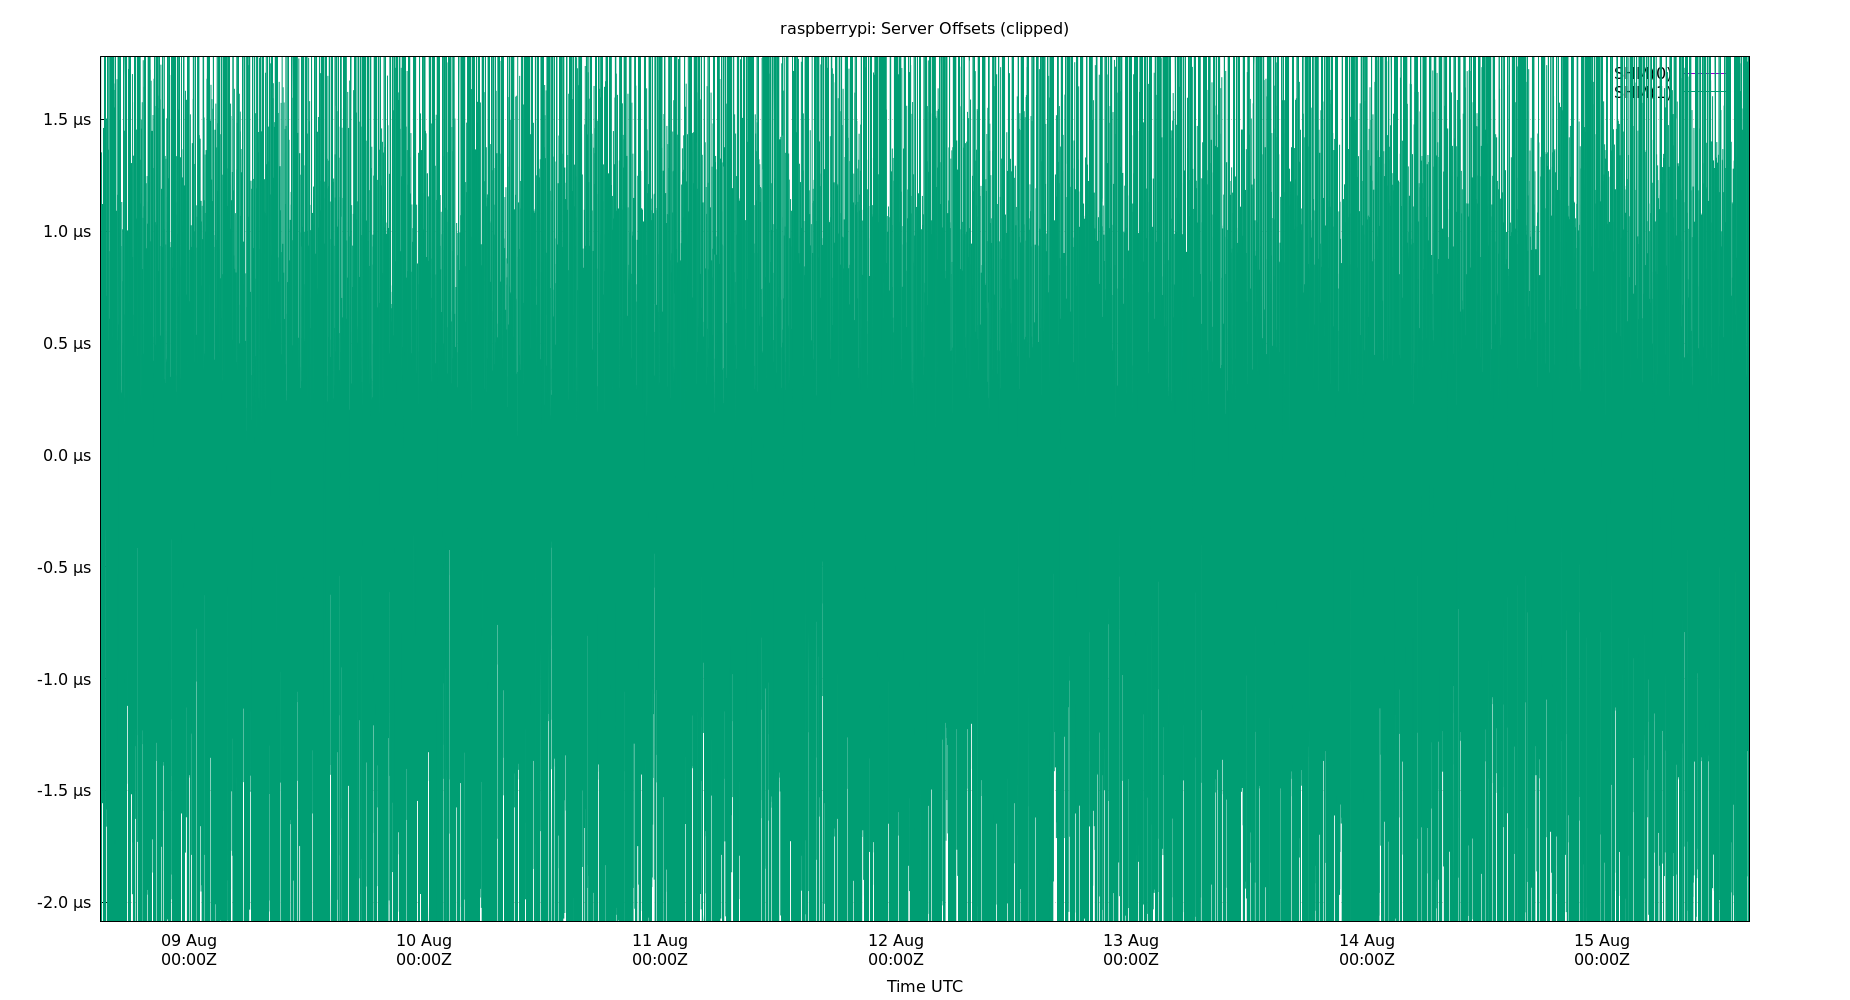 raspberrypi: Server Offsets (clipped)
SHM(0)
SHM(1)
1.5 µs
1.0 µs
0.5 µs
0.0 µs
-0.5 µs
-1.0 µs
-1.5 µs
-2.0 µs
09 Aug
00:00Z
10 Aug
00:00Z
11 Aug
00:00Z
12 Aug
00:00Z
13 Aug
00:00Z
14 Aug
00:00Z
15 Aug
00:00Z
Time UTC